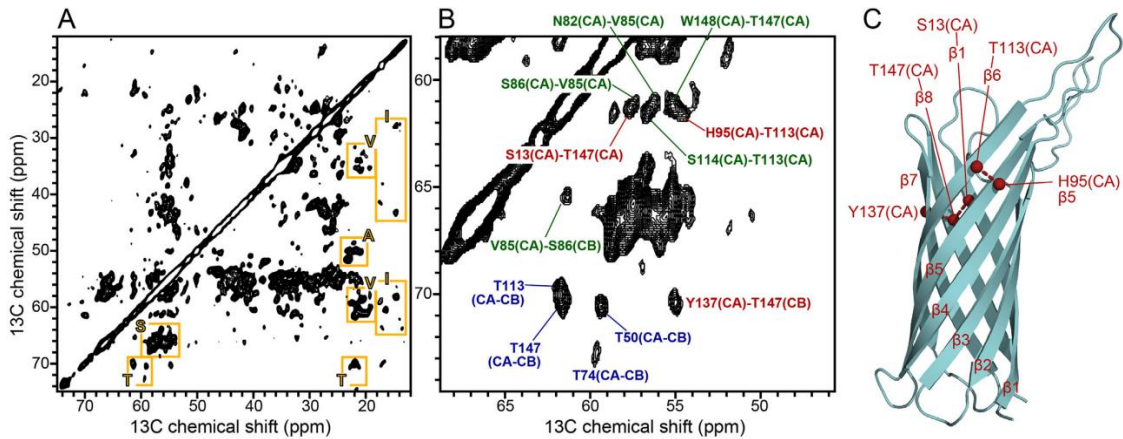 A
13C chemical shift (ppm)
20
30
40
50
60
70
I
V
A
V
I
S
T
T
70
60
50
40
30
20
13C chemical shift (ppm)
B
13C chemical shift (ppm)
60
65
70
N82(CA)-V85(CA)
W148(CA)-T147(CA)
S86(CA)-V85(CA)
H95(CA)-T113(CA)
S13(CA)-T147(CA)
S114(CA)-T113(CA)
V85(CA)-S86(CB)
T113
(CA-CB)
Y137(CA)-T147(CB)
T147
(CA-CB)
T50(CA-CB)
T74(CA-CB)
65
60
55
50
13C chemical shift (ppm)
C
S13(CA)
β1
T113(CA)
β6
T147(CA)
β8
β7
H95(CA)
β5
Y137(CA)
β5
β4
β3
β2
β1